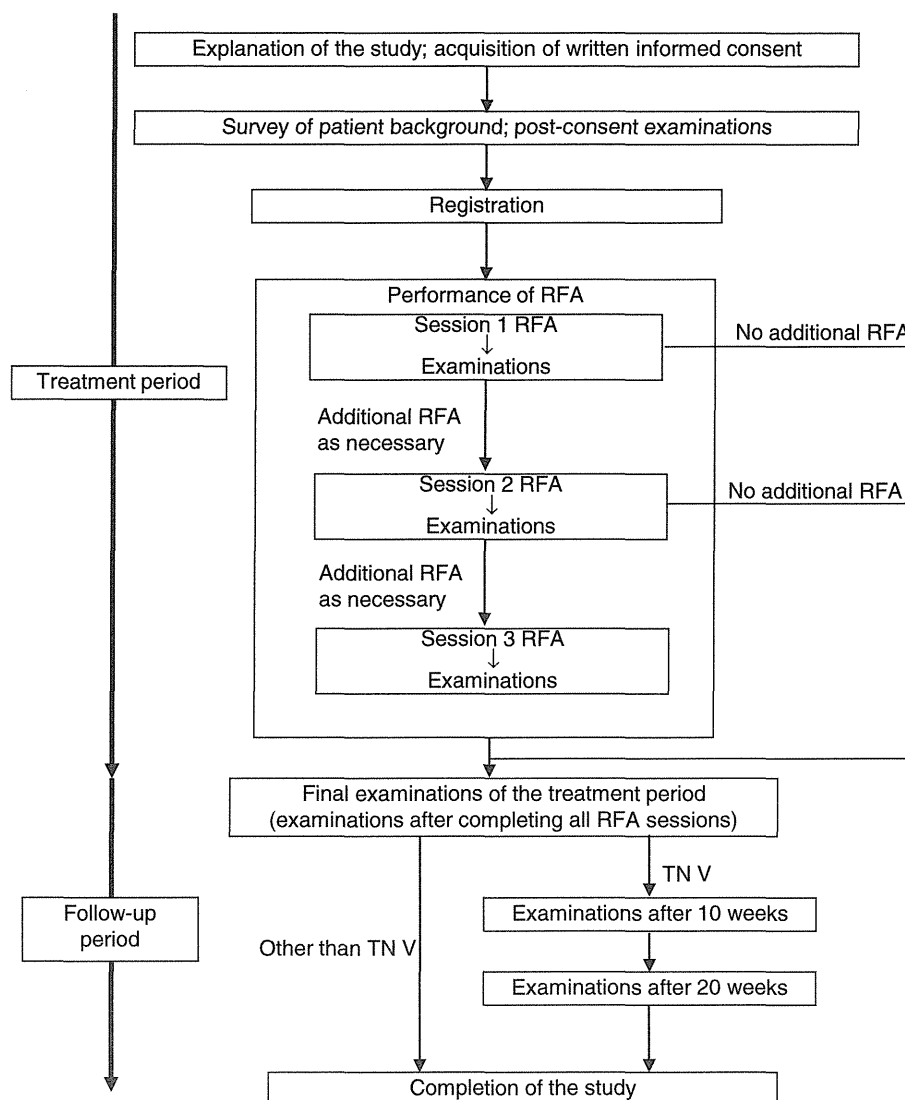 Explanation of the study; acquisition of written informed consent
Survey of patient background; post-consent examinations
Registration
Performance of RFA
Session 1 RFA
Examinations
No additional RFA
Treatment period
Additional RFA
as necessary
Session 2 RFA
Examinations
No additional RFA
Additional RFA
as necessary
Session 3 RFA
Examinations
Final examinations of the treatment period
(examinations after completing all RFA sessions)
TN V
Follow-up
period
Examinations after 10 weeks
Other than TN V
Examinations after 20 weeks
Completion of the study